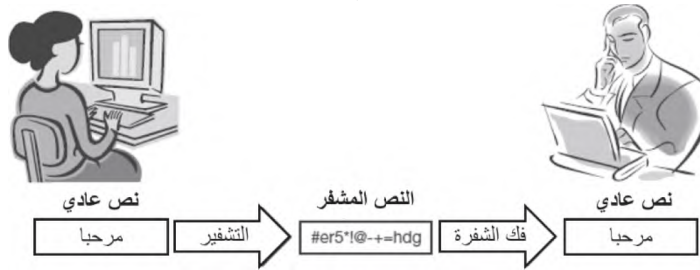 نص عادي
النص المشفر
نص عادي
مرحبا
التشفير
#er5*!@-+=hdg
فك الشفرة
مرحبا